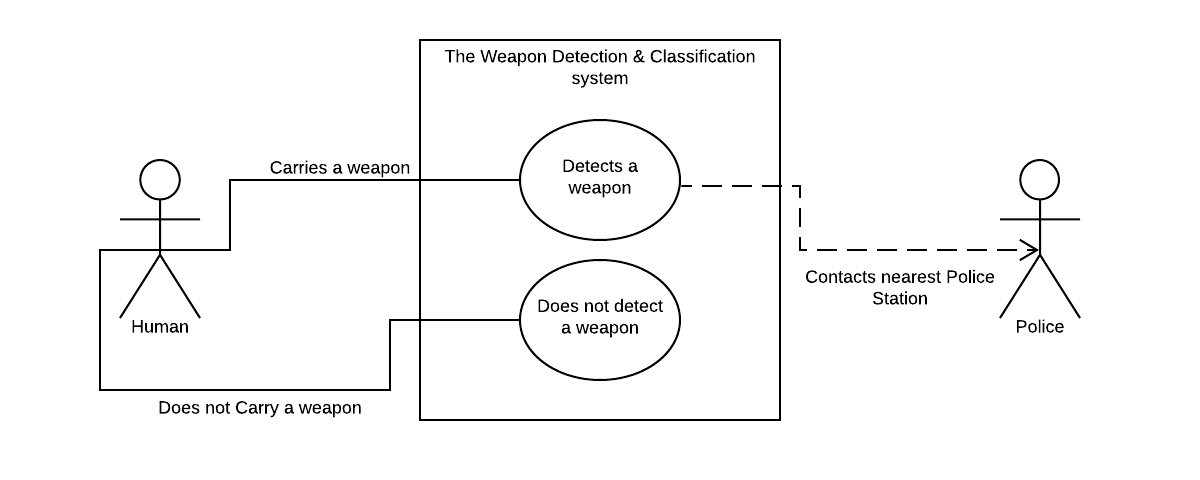 The Weapon Detection & Classification
system
Carries a weapon
Detects a
weapon
Contacts nearest Police
Station
Does not detect
a weapon
Human
Police
Does not Carry a weapon